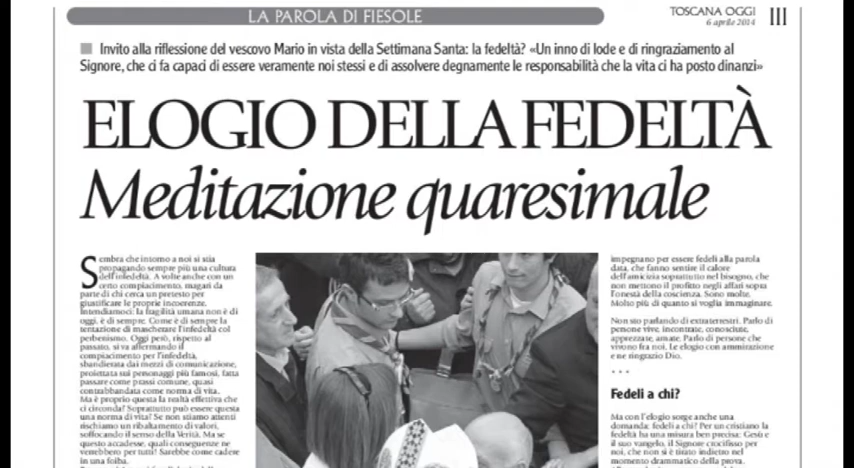 LA PAROLA DI FIESOLE
TOSCANA OGGI
6 aprile 2014
III
Invito alla riflessione del vescovo Mario in vista della Settimana Santa: la fedeltà? «Un inno di lode e di ringraziamento al
Signore, che ci fa capaci di essere veramente noi stessi e di assolvere degnamente le responsabilità che la vita ci ha posto dinanzi»
ELOGIO DELLA FEDELTÀ
Meditazione quaresimale
Sembra che intorno a noi si stia
propagando sempre più una cultura
dell'infedeltà. A volte anche con un
certo compiacimento, magari da
parte di chi cerca un pretesto per
giustificare le proprie incoerenze.
Intendiamoci: la fragilità umana non è di
oggi, è di sempre. Come è di sempre la
tentazione di mascherare l'infedeltà col
perbenismo. Oggi però, rispetto al
passato, si va affermando il
compiacimento per l'infedeltà,
sbandierata dai mezzi di comunicazione,
proiettata sui personaggi più famosi, fatta
passare come prassi comune, quasi
contrabbandata come norma di vita.
Ma è proprio questa la realtà effettiva che
ci circonda? Soprattutto può essere questa
una norma di vita? Se non stiamo attenti
rischiamo un ribaltamento di valori,
soffocando il senso della Verità. Ma se
questo accadesse, quali conseguenze ne
verrebbero per tutti? Sarebbe come cadere
in una foiba.
impegnano per essere fedeli alla parola
data, che fanno sentire il calore
dell'amicizia soprattutto nel bisogno, che
non mettono il profitto negli affari sopra
l'onestà della coscienza. Sono molte.
Molto più di quanto si voglia immaginare.
Non sto parlando di extraterrestri. Parlo di
persone vive, incontrate, conosciute,
apprezzate, amate. Parlo di persone che
vivono fra noi. Le elogio con ammirazione
e ne ringrazio Dio.
• • •
Fedeli a chi?
Ma con l'elogio sorge anche una
domanda: fedeli a chi? Per un cristiano la
fedeltà ha una misura ben precisa: Gesù e
il suo vangelo, il Signore crocifisso per
noi, che non si è tirato indietro nel
momento drammatico della prova.